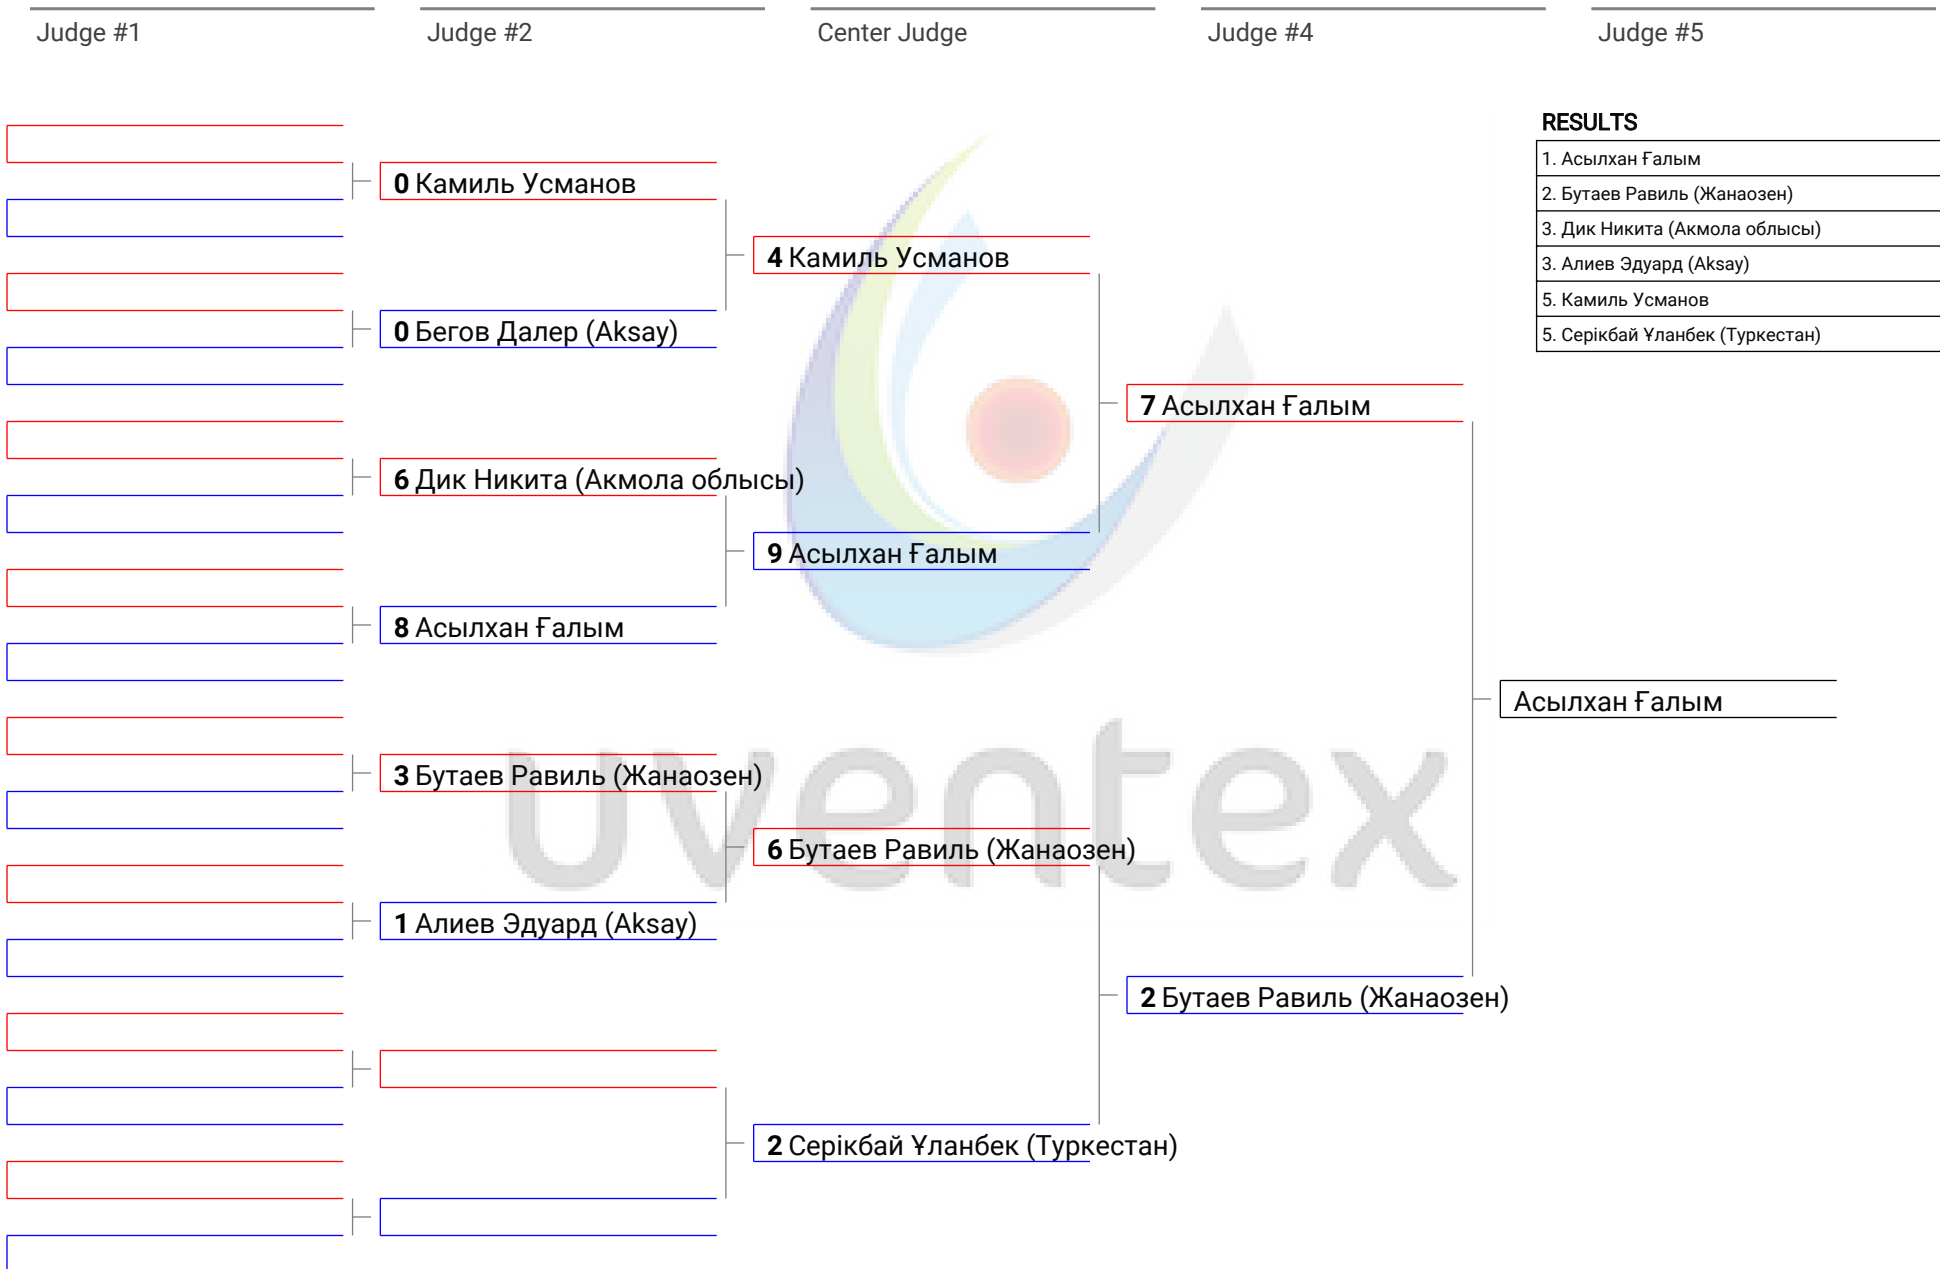 Judge #1
Judge #2
Center Judge
Judge #4
Judge #5
RESULTS
1. Асылхан Ғалым
2. Бутаев Равиль (Жанаозен)
3. Дик Никита (Акмола облысы)
3. Алиев Эдуард (Aksay)
5. Камиль Усманов
5. Серікбай Ұланбек (Туркестан)
0 Камиль Усманов
4 Камиль Усманов
0 Бегов Далер (Aksay)
7 Асылхан Ғалым
6 Дик Никита (Акмола облысы)
9 Асылхан Ғалым
8 Асылхан Ғалым
Асылхан Ғалым
3 Бутаев Равиль (Жанаозен)
6 Бутаев Равиль (Жанаозен)
1 Алиев Эдуард (Aksay)
2 Бутаев Равиль (Жанаозен)
2 Серікбай Ұланбек (Туркестан)
uventex